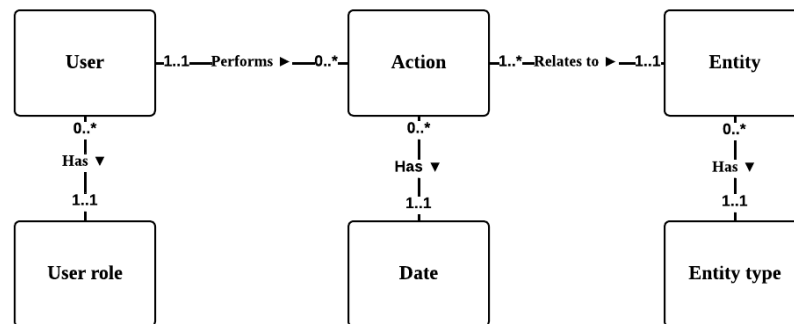 User
1..1
Performs ►
0..*
Action
1..*
Relates to ►
1..1
Entity
0..*
0..*
0..*
Has ▼
Has ▼
Has ▼
1..1
1..1
1..1
User role
Date
Entity type